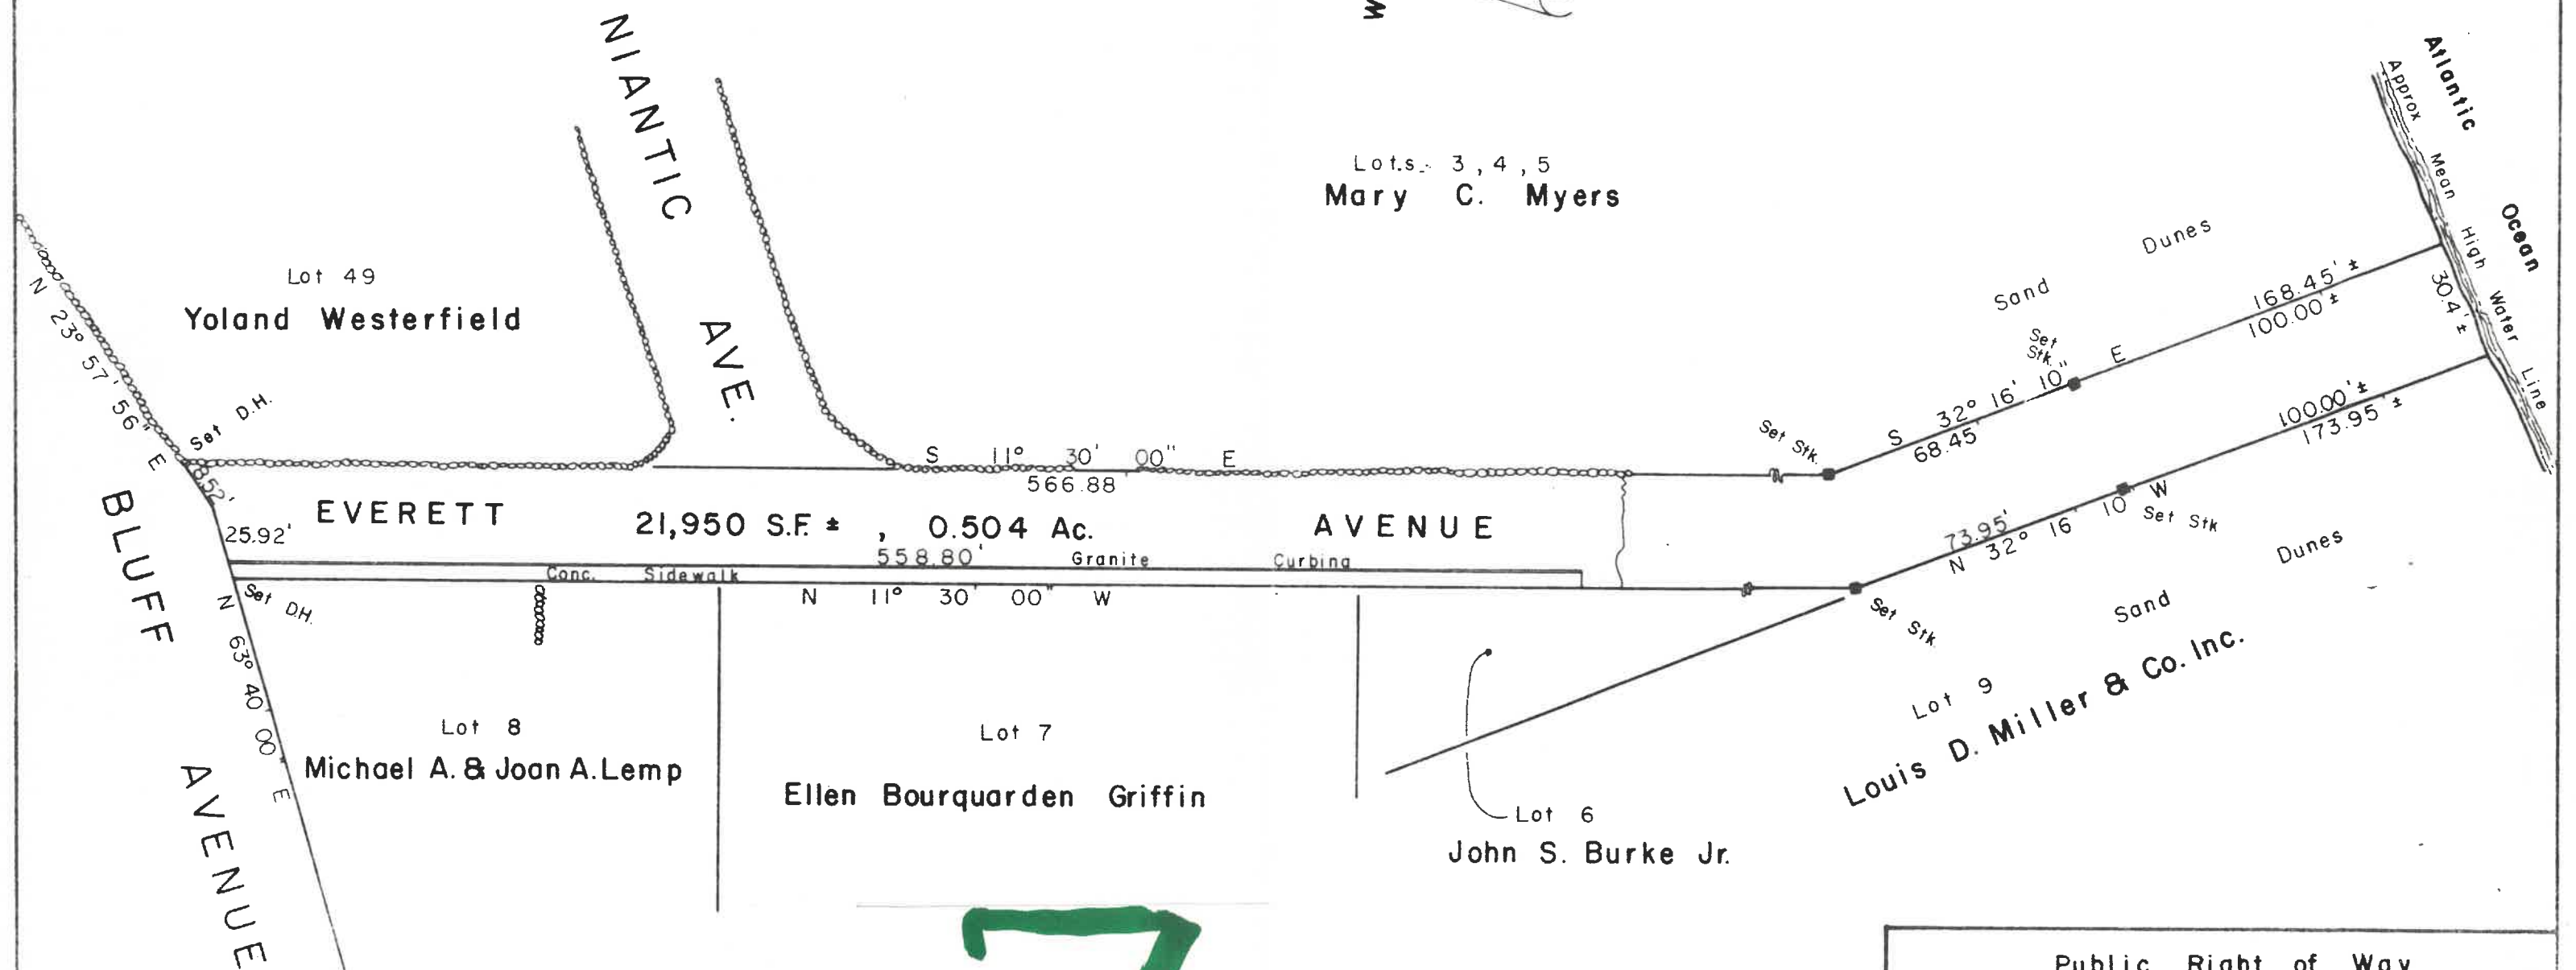 NIANTIC AVE.
Atlantic Ocean
Approx Mean High Water Line
Lots. 3, 4, 5
Mary C. Myers
Sand Dunes
168.45' ±
100.00' ±
30.4' ±
Lot 49
Yoland Westerfield
N 23° 57' 56" E
Set D.H.
Set Stk."
S 32° 16' 10" E
68.45'
Set Stk.
100.00' ±
173.95' ±
S 11° 30' 00" E
566.88
8.52'
25.92'
EVERETT AVENUE
21,950 S.F. ± , 0.504 Ac.
558.80' Granite Curbing
Conc. Sidewalk
N 11° 30' 00" W
73.95'
N 32° 16' 10" W
Set Stk
Sand Dunes
Set Stk.
Set D.H.
N 63° 40' 00" E
BLUFF AVENUE
Lot 8
Michael A. & Joan A. Lemp
Lot 7
Ellen Bourquarden Griffin
Lot 6
John S. Burke Jr.
Lot 9
Louis D. Miller & Co. Inc.
Public Right of Way